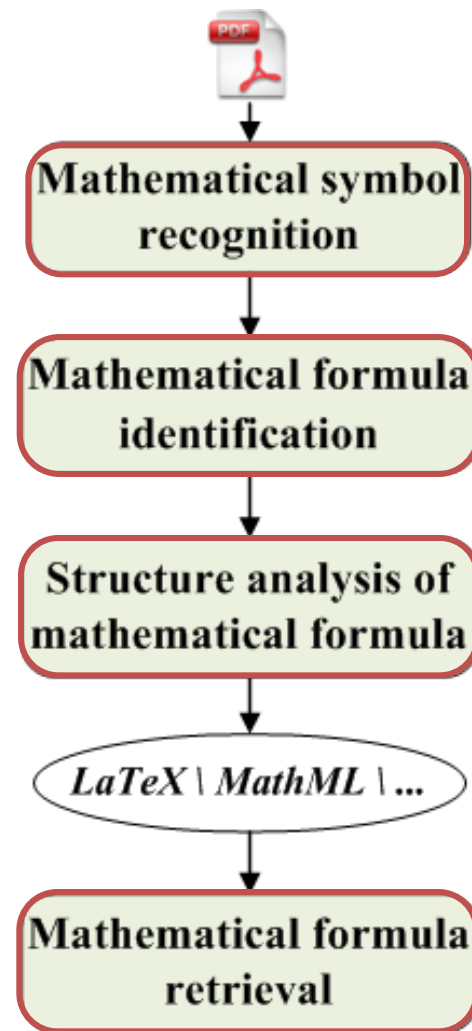 PDF
Mathematical symbol
recognition
Mathematical formula
identification
Structure analysis of
mathematical formula
LaTeX \ MathML \ ...
Mathematical formula
retrieval